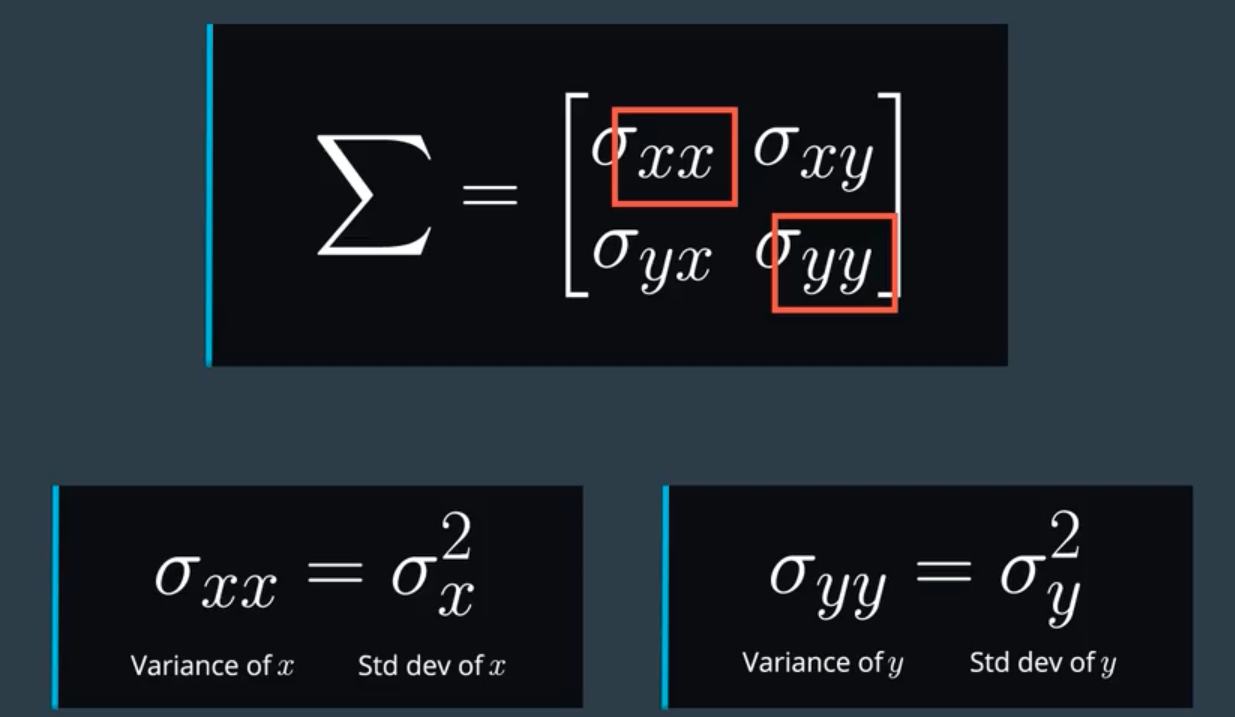 ∑ = [σxx σxy
σyx σyy]
σxx = σx²
Variance of x Std dev of x
σyy = σy²
Variance of y Std dev of y